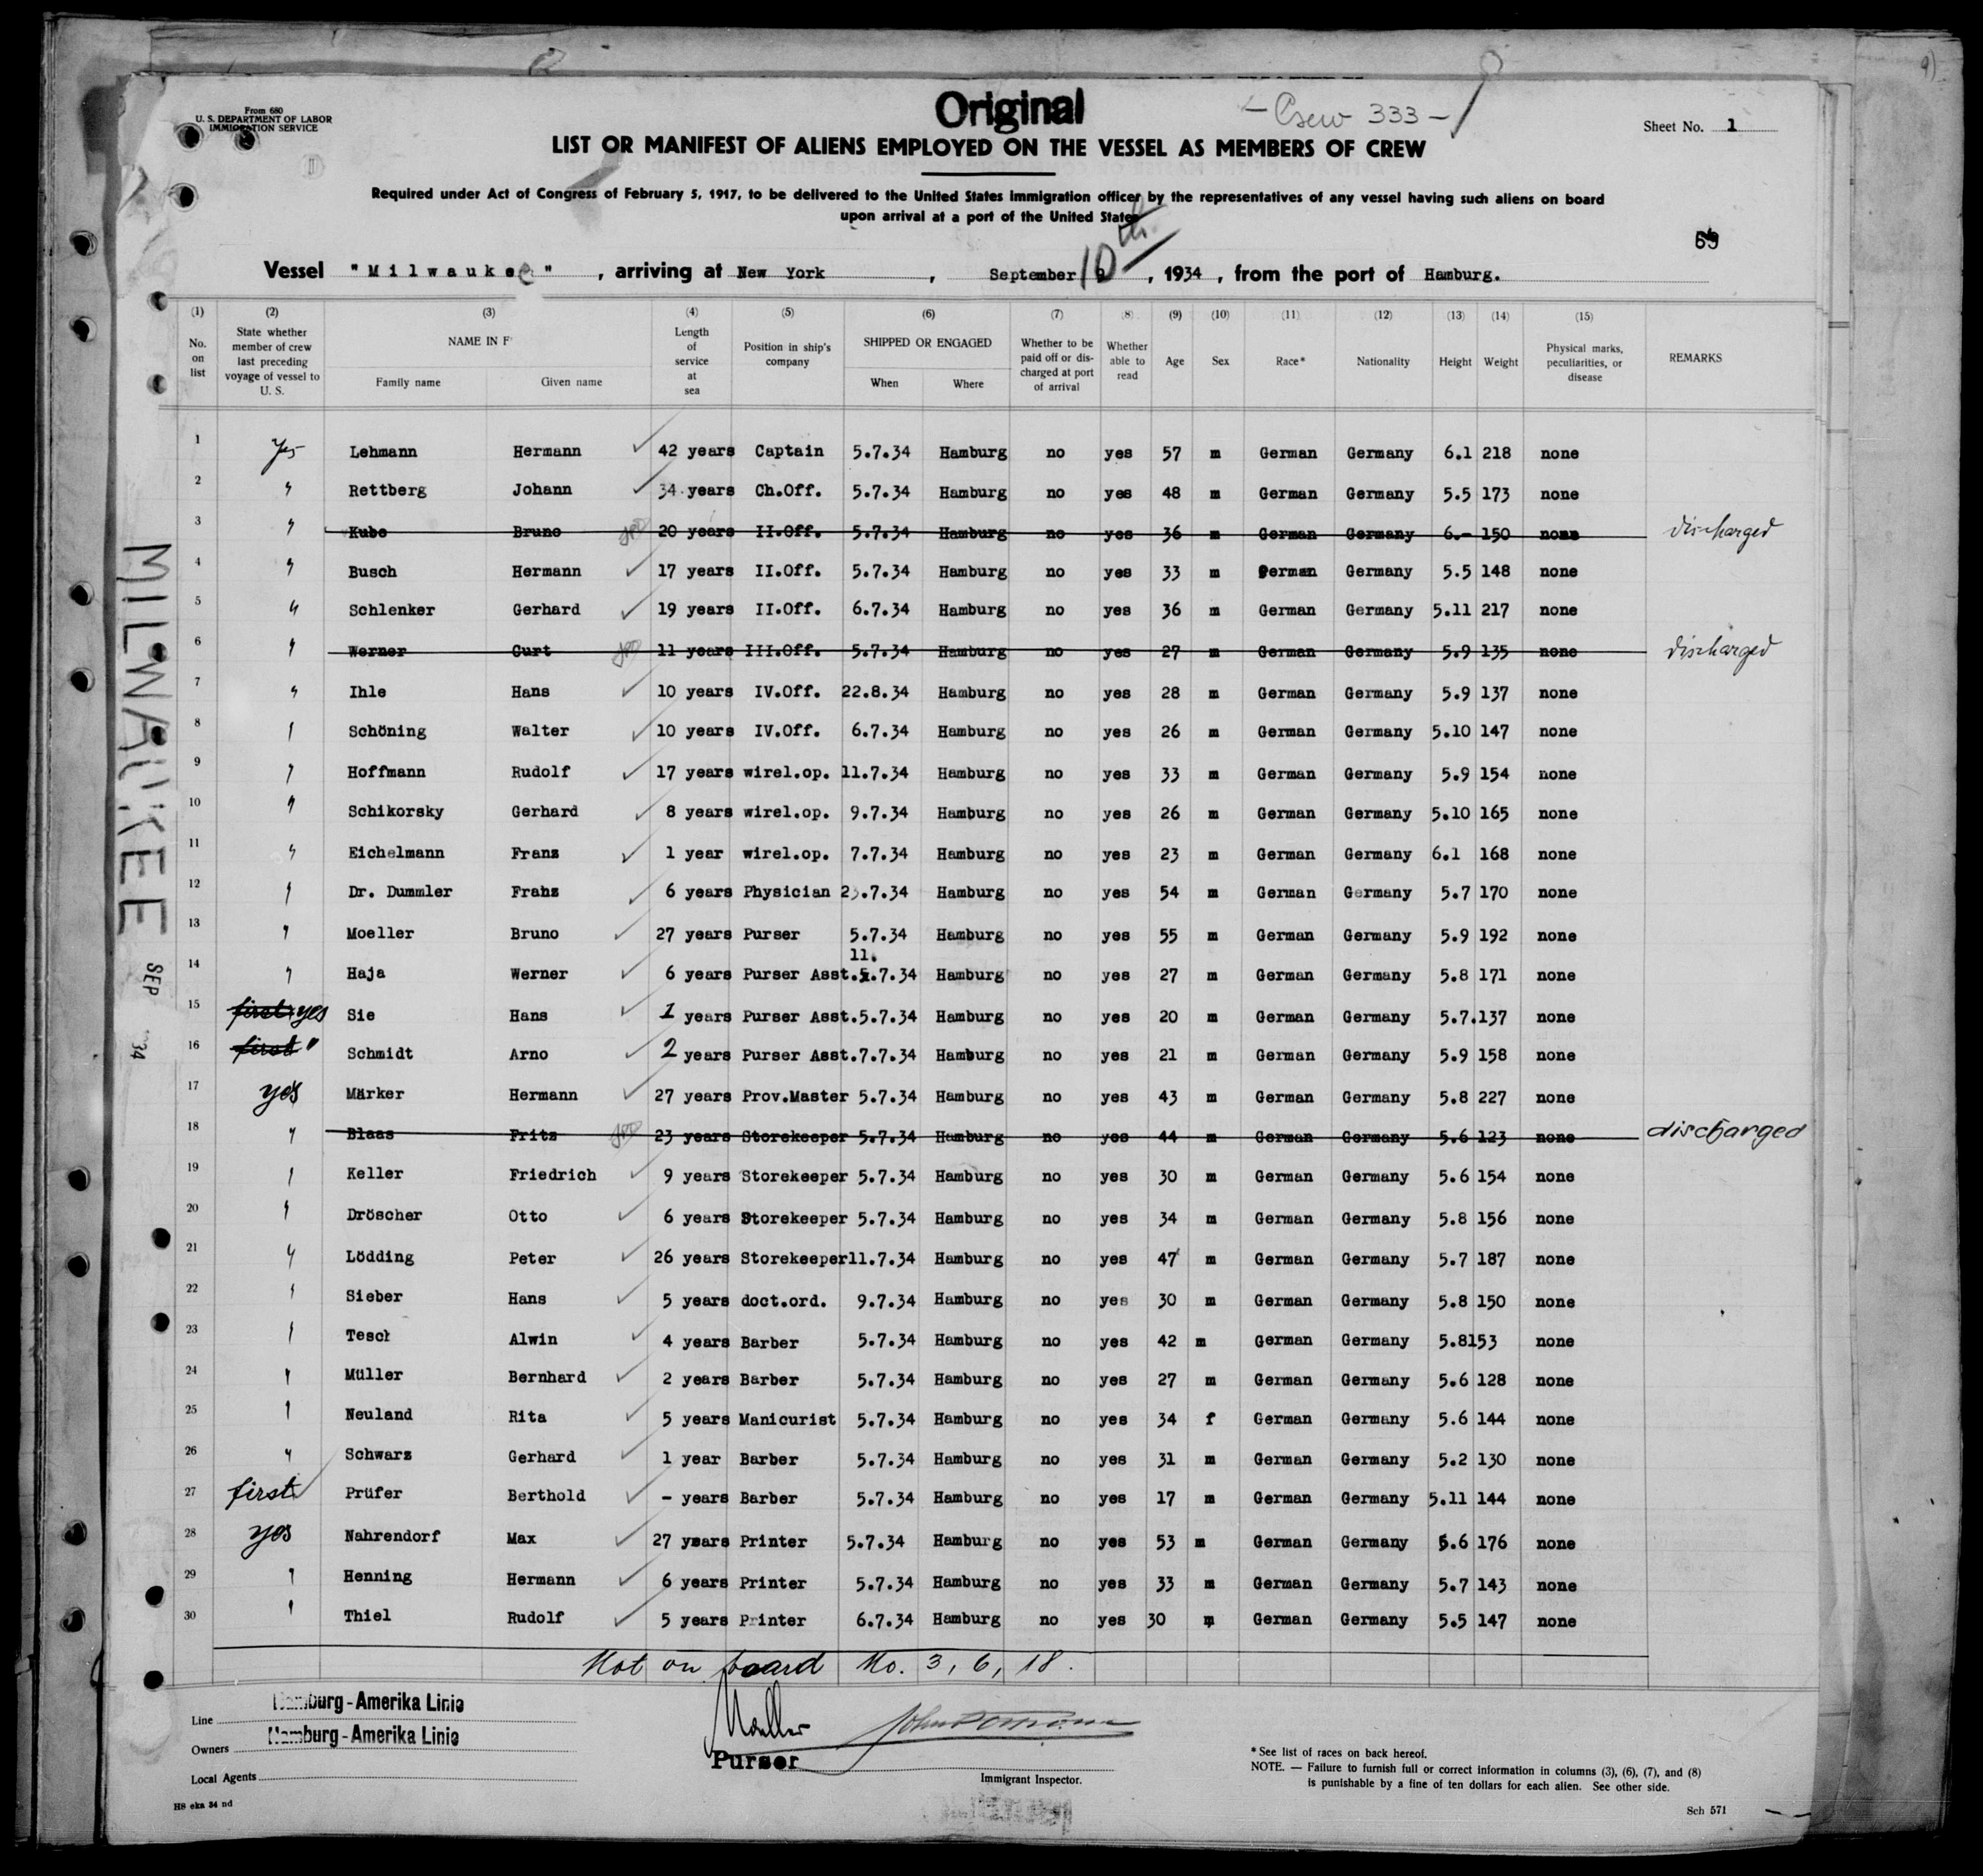 From 680
U. S. DEPARTMENT OF LABOR
IMMIGRATION SERVICE
Original
- Crew 333 -
Sheet No. 1
LIST OR MANIFEST OF ALIENS EMPLOYED ON THE VESSEL AS MEMBERS OF CREW
Required under Act of Congress of February 5, 1917, to be delivered to the United States immigration officer by the representatives of any vessel having such aliens on board
upon arrival at a port of the United States
Vessel "Milwaukee", arriving at New York, September 10th, 1934, from the port of Hamburg.
(1) (2) (3) (4) (5) (6) (7) (8) (9) (10) (11) (12) (13) (14) (15)
No. on list State whether member of crew last preceding voyage of vessel to U. S. NAME IN F Family name Given name Length of service at sea Position in ship's company SHIPPED OR ENGAGED When Where Whether to be paid off or discharged at port of arrival Whether able to read Age Sex Race* Nationality Height Weight Physical marks, peculiarities, or disease REMARKS
1 yes Lehmann Hermann 42 years Captain 5.7.34 Hamburg no yes 57 m German Germany 6.1 218 none
2 " Rettberg Johann 34 years Ch.Off. 5.7.34 Hamburg no yes 48 m German Germany 5.5 173 none
3 " Kube Bruno 20 years II.Off. 5.7.34 Hamburg no yes 36 m German Germany 6.- 150 none discharged
4 " Busch Hermann 17 years II.Off. 5.7.34 Hamburg no yes 33 m German Germany 5.5 148 none
5 " Schlenker Gerhard 19 years II.Off. 6.7.34 Hamburg no yes 36 m German Germany 5.11 217 none
6 " Werner Curt 11 years III.Off. 5.7.34 Hamburg no yes 27 m German Germany 5.9 135 none discharged
7 " Ihle Hans 10 years IV.Off. 22.8.34 Hamburg no yes 28 m German Germany 5.9 137 none
8 " Schöning Walter 10 years IV.Off. 6.7.34 Hamburg no yes 26 m German Germany 5.10 147 none
9 " Hoffmann Rudolf 17 years wirel.op. 11.7.34 Hamburg no yes 33 m German Germany 5.9 154 none
10 " Schikorsky Gerhard 8 years wirel.op. 9.7.34 Hamburg no yes 26 m German Germany 5.10 165 none
11 " Eichelmann Franz 1 year wirel.op. 7.7.34 Hamburg no yes 23 m German Germany 6.1 168 none
12 " Dr. Dummler Frahz 6 years Physician 23.7.34 Hamburg no yes 54 m German Germany 5.7 170 none
13 " Moeller Bruno 27 years Purser 5.7.34 Hamburg no yes 55 m German Germany 5.9 192 none
14 " Haja Werner 6 years Purser Asst. 11.7.34 Hamburg no yes 27 m German Germany 5.8 171 none
15 first yes Sie Hans 1 years Purser Asst. 5.7.34 Hamburg no yes 20 m German Germany 5.7. 137 none
16 first " Schmidt Arno 2 years Purser Asst. 7.7.34 Hamburg no yes 21 m German Germany 5.9 158 none
17 yes Märker Hermann 27 years Prov.Master 5.7.34 Hamburg no yes 43 m German Germany 5.8 227 none
18 " Blaas Fritz 23 years Storekeeper 5.7.34 Hamburg no yes 44 m German Germany 5.6 123 none discharged
19 " Keller Friedrich 9 years Storekeeper 5.7.34 Hamburg no yes 30 m German Germany 5.6 154 none
20 " Dröscher Otto 6 years Storekeeper 5.7.34 Hamburg no yes 34 m German Germany 5.8 156 none
21 " Lödding Peter 26 years Storekeeper 11.7.34 Hamburg no yes 47 m German Germany 5.7 187 none
22 " Sieber Hans 5 years doct.ord. 9.7.34 Hamburg no yes 30 m German Germany 5.8 150 none
23 " Tesch Alwin 4 years Barber 5.7.34 Hamburg no yes 42 m German Germany 5.8 153 none
24 " Müller Bernhard 2 years Barber 5.7.34 Hamburg no yes 27 m German Germany 5.6 128 none
25 " Neuland Rita 5 years Manicurist 5.7.34 Hamburg no yes 34 f German Germany 5.6 144 none
26 " Schwarz Gerhard 1 year Barber 5.7.34 Hamburg no yes 31 m German Germany 5.2 130 none
27 first Prüfer Berthold - years Barber 5.7.34 Hamburg no yes 17 m German Germany 5.11 144 none
28 yes Nahrendorf Max 27 years Printer 5.7.34 Hamburg no yes 53 m German Germany 5.6 176 none
29 " Henning Hermann 6 years Printer 5.7.34 Hamburg no yes 33 m German Germany 5.7 143 none
30 " Thiel Rudolf 5 years Printer 6.7.34 Hamburg no yes 30 m German Germany 5.5 147 none
Not on board No. 3, 6, 18.
MILWAUKEE SEP 34
Line Hamburg-Amerika Linie
Owners Hamburg-Amerika Linie
Local Agents
Moeller
Purser
Immigrant Inspector.
* See list of races on back hereof.
NOTE. — Failure to furnish full or correct information in columns (3), (6), (7), and (8)
is punishable by a fine of ten dollars for each alien. See other side.
HS eka 34 nd
Sch 571